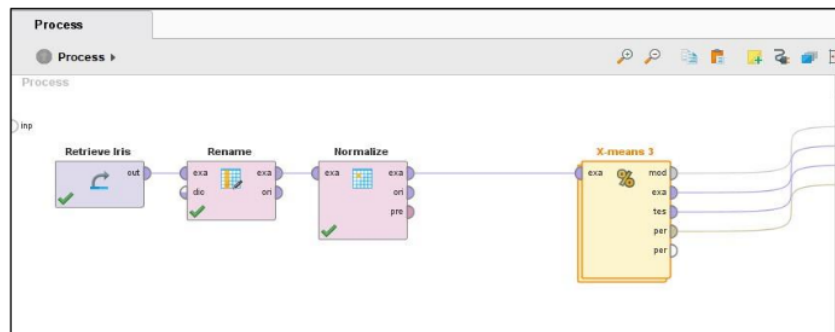 Process
Process
Process
inp
Retrieve Iris
out
Rename
exa
exa
dic
ori
Normalize
exa
exa
ori
pre
X-means 3
exa
mod
exa
tes
per
per